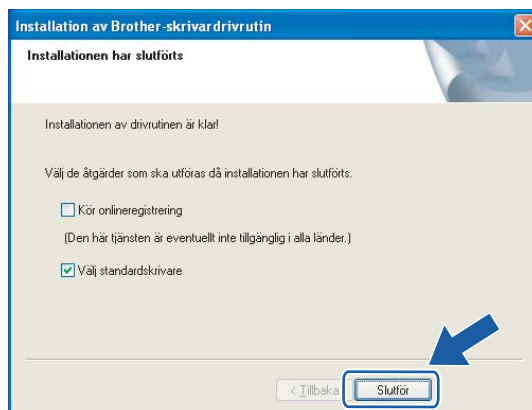 Installation av Brother-skrivardrivrutin
Installationen har slutförts
Installationen av drivrutinen är klar!
Välj de åtgärder som ska utföras då installationen har slutförts.
Kör onlineregistrering
(Den här tjänsten är eventuellt inte tillgänglig i alla länder.)
Välj standardskrivare
< Tillbaka
Slutför